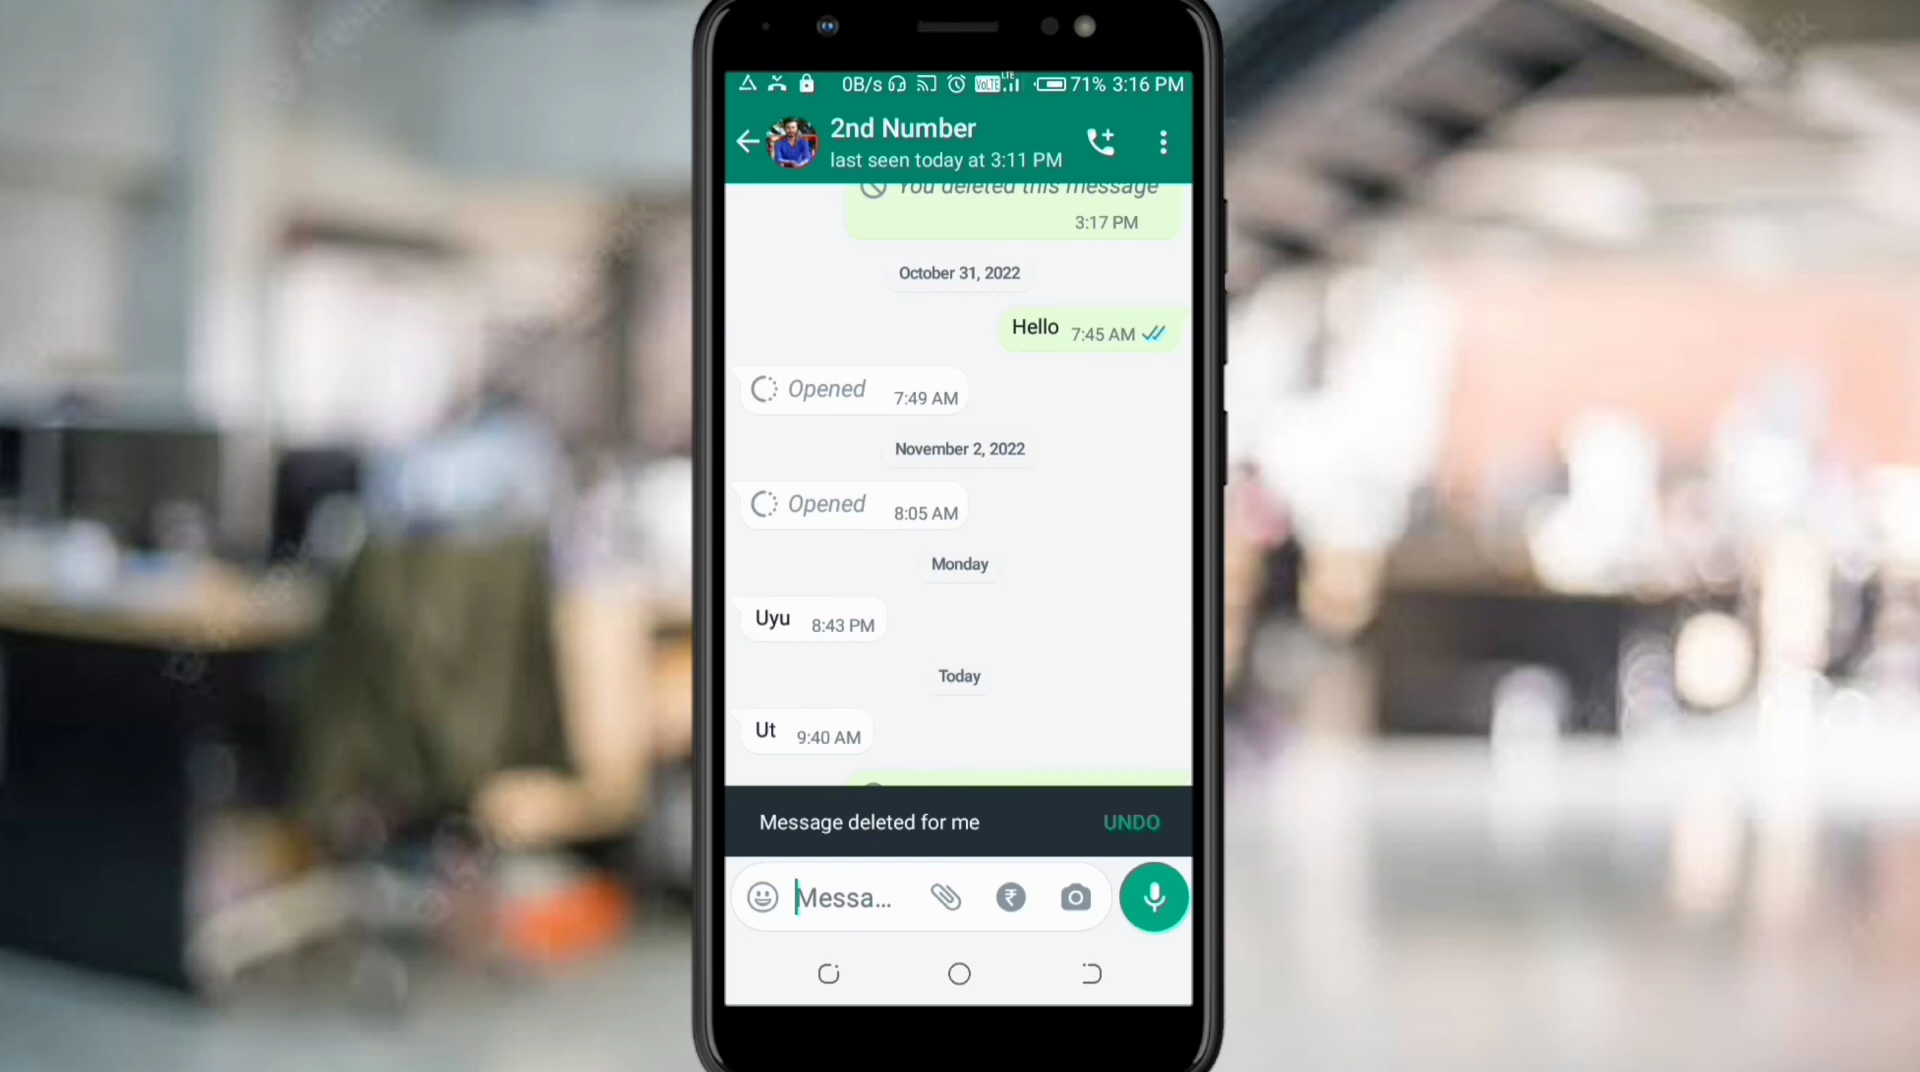 0B/s VoLTE LTE 71% 3:16 PM
2nd Number
last seen today at 3:11 PM
You deleted this message
3:17 PM
October 31, 2022
Hello 7:45 AM
Opened 7:49 AM
November 2, 2022
Opened 8:05 AM
Monday
Uyu 8:43 PM
Today
Ut 9:40 AM
Message deleted for me UNDO
Messa...